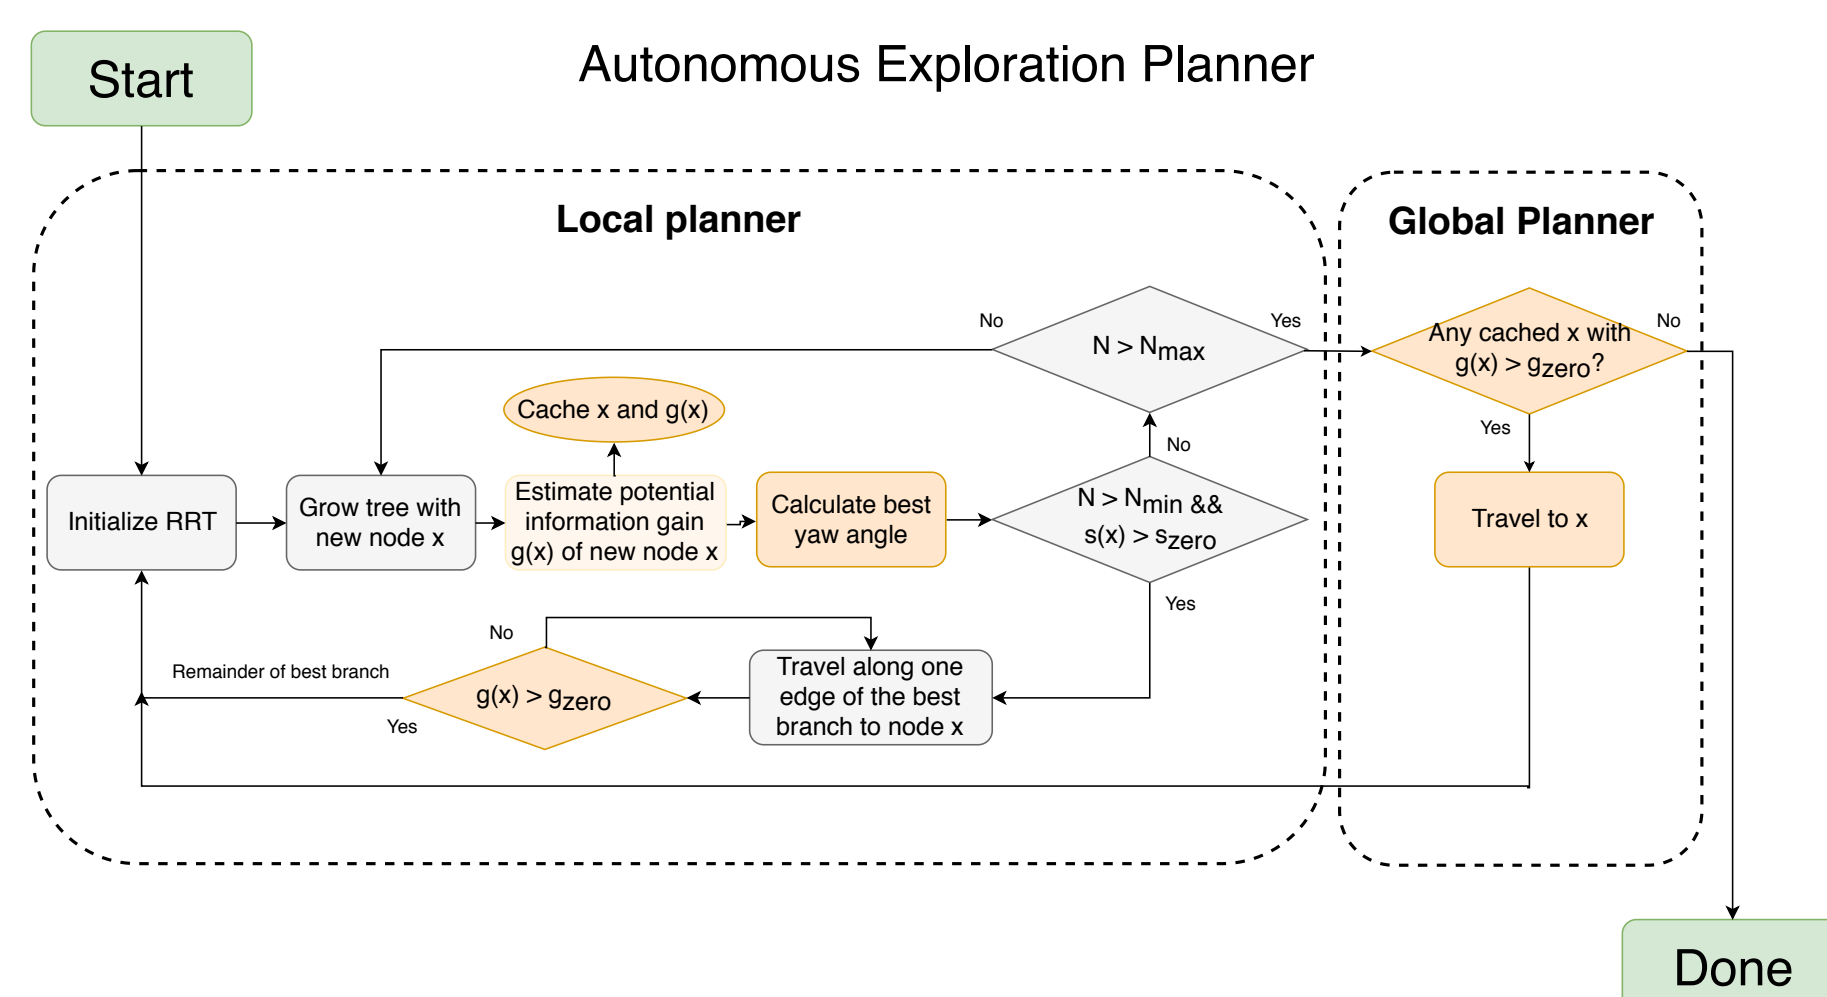 Start
Autonomous Exploration Planner
Local planner
Global Planner
No
N > Nmax
Yes
Any cached x with
g(x) > gzero?
No
Cache x and g(x)
No
Yes
Initialize RRT
Grow tree with
new node x
Estimate potential
information gain
g(x) of new node x
Calculate best
yaw angle
N > Nmin &&
s(x) > szero
Travel to x
Yes
No
Remainder of best branch
g(x) > gzero
Yes
Travel along one
edge of the best
branch to node x
Done